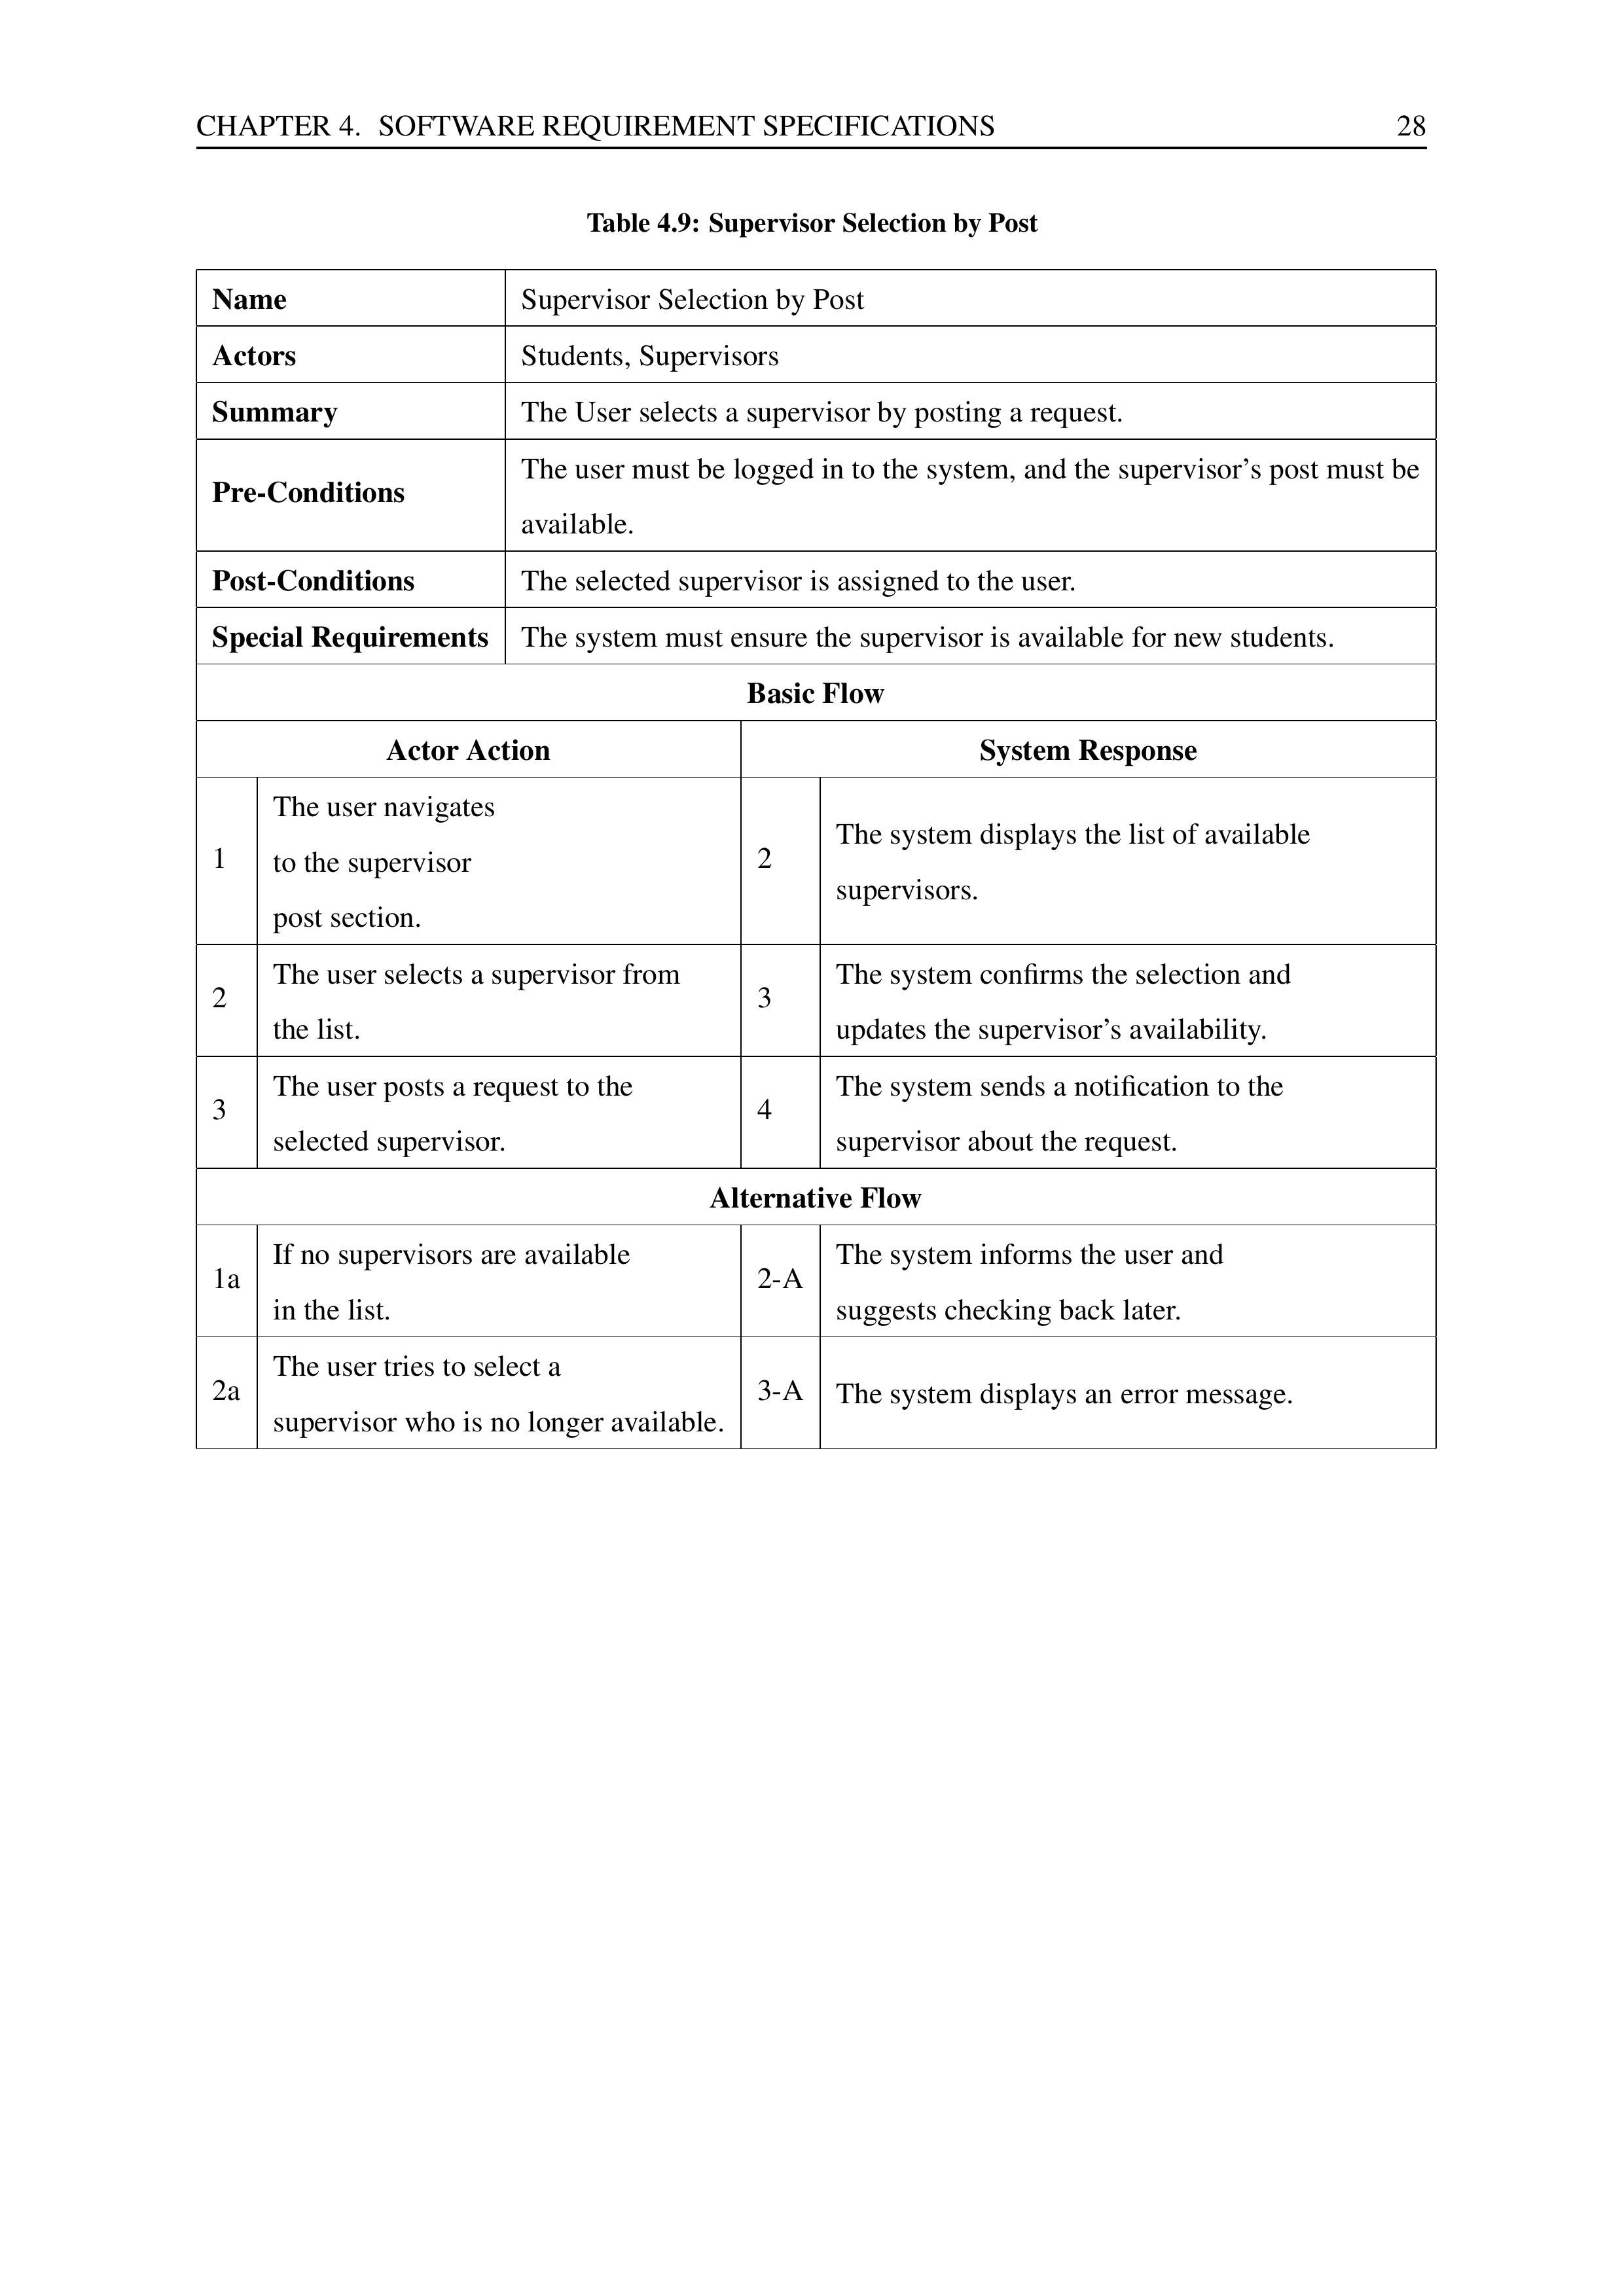 CHAPTER 4. SOFTWARE REQUIREMENT SPECIFICATIONS 28
Table 4.9: Supervisor Selection by Post
Name Supervisor Selection by Post
Actors Students, Supervisors
Summary The User selects a supervisor by posting a request.
Pre-Conditions The user must be logged in to the system, and the supervisor’s post must be
available.
Post-Conditions The selected supervisor is assigned to the user.
Special Requirements The system must ensure the supervisor is available for new students.
Basic Flow
Actor Action System Response
1
The user navigates
to the supervisor
post section.
2
The system displays the list of available
supervisors.
2
The user selects a supervisor from
the list.
3
The system confirms the selection and
updates the supervisor’s availability.
3
The user posts a request to the
selected supervisor.
4
The system sends a notification to the
supervisor about the request.
Alternative Flow
1a
If no supervisors are available
in the list.
2-A
The system informs the user and
suggests checking back later.
2a
The user tries to select a
supervisor who is no longer available.
3-A
The system displays an error message.